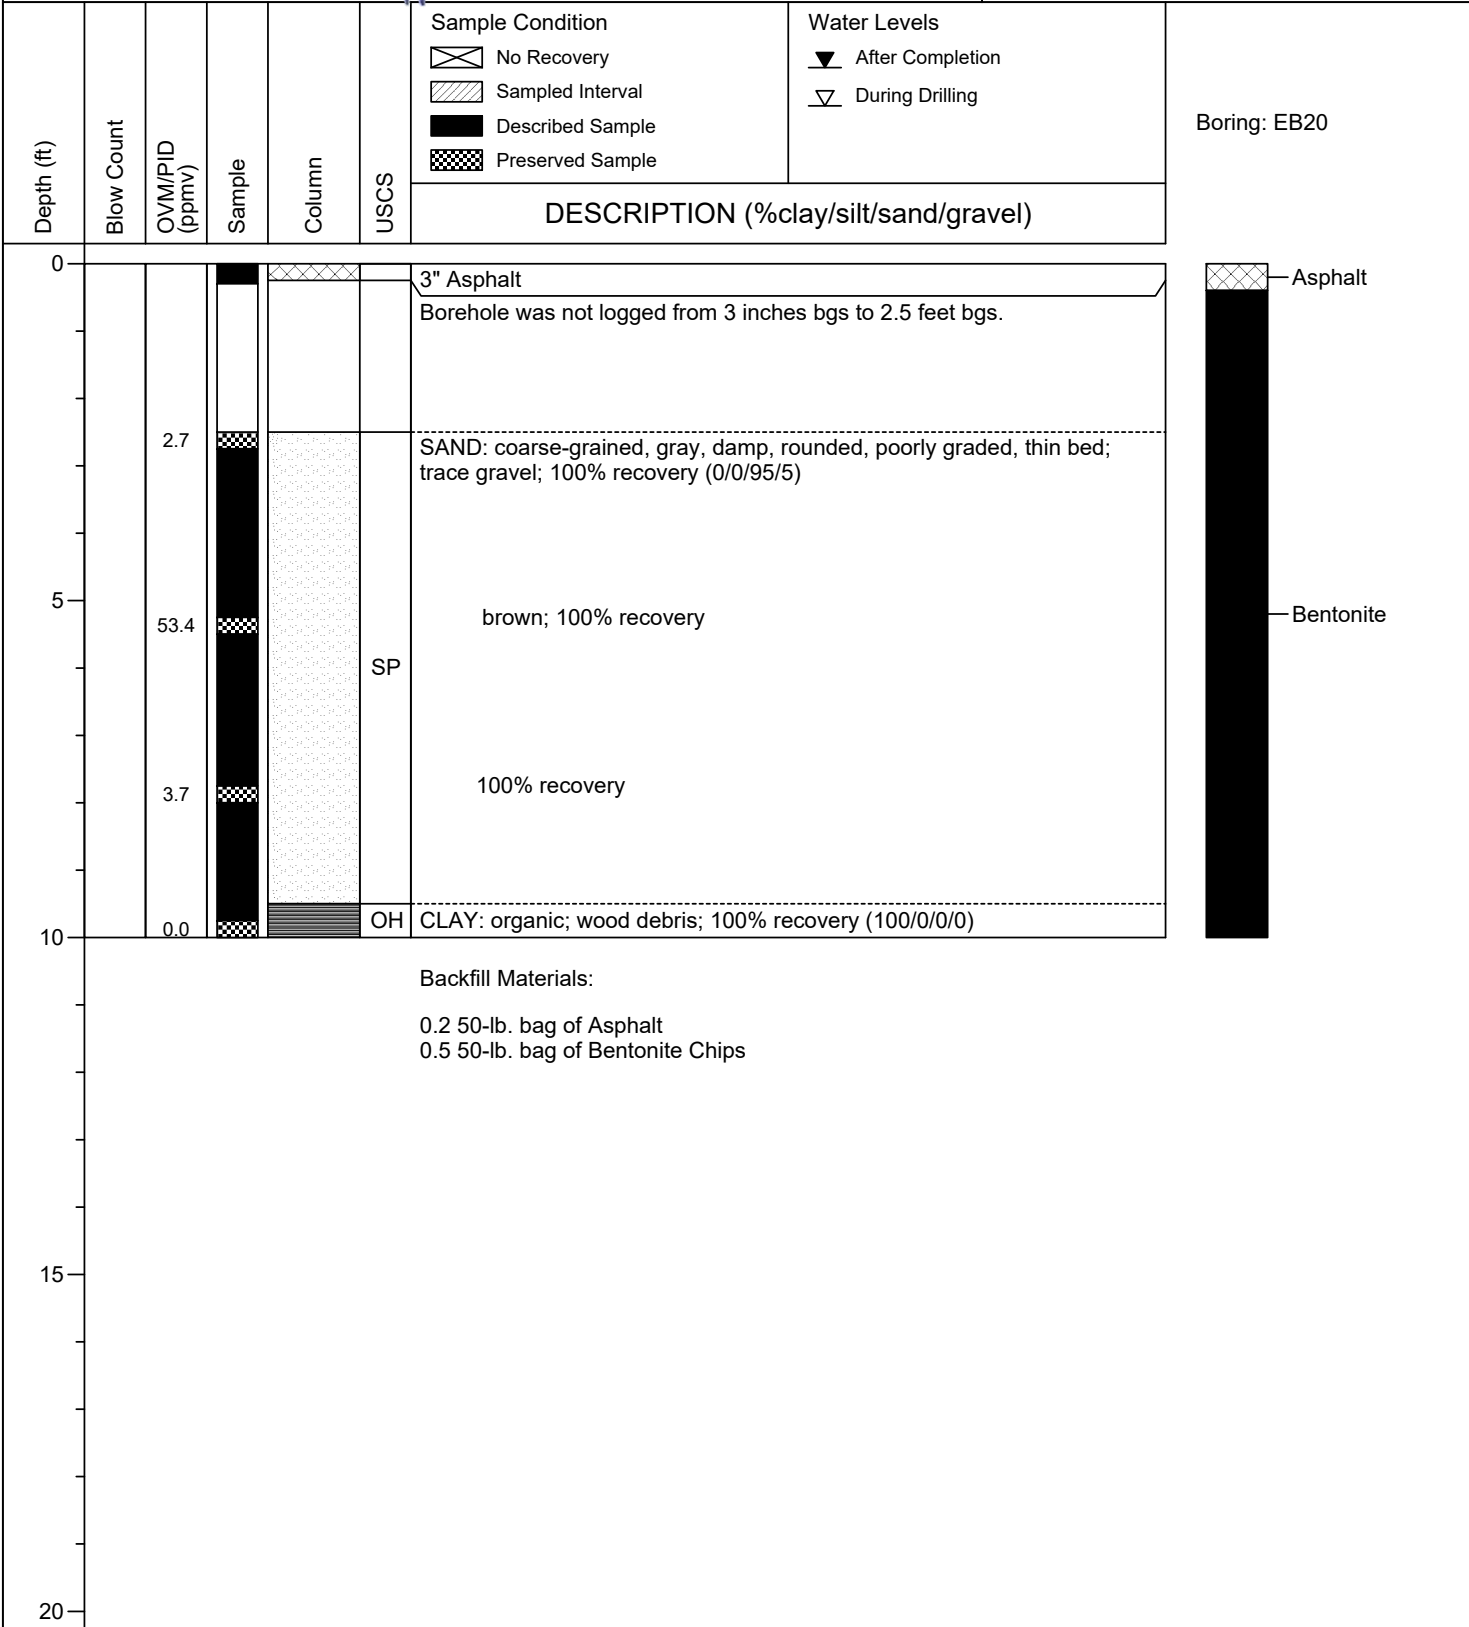 Depth (ft)
Blow Count
OVM/PID
(ppmv)
Sample
Column
USCS
Sample Condition
No Recovery
Sampled Interval
Described Sample
Preserved Sample
Water Levels
After Completion
During Drilling
DESCRIPTION (%clay/silt/sand/gravel)
Boring: EB20
0
3" Asphalt
Asphalt
Borehole was not logged from 3 inches bgs to 2.5 feet bgs.
2.7
SAND: coarse-grained, gray, damp, rounded, poorly graded, thin bed;
trace gravel; 100% recovery (0/0/95/5)
5
53.4
brown; 100% recovery
Bentonite
SP
3.7
100% recovery
10
0.0
OH
CLAY: organic; wood debris; 100% recovery (100/0/0/0)
Backfill Materials:
0.2 50-lb. bag of Asphalt
0.5 50-lb. bag of Bentonite Chips
15
20